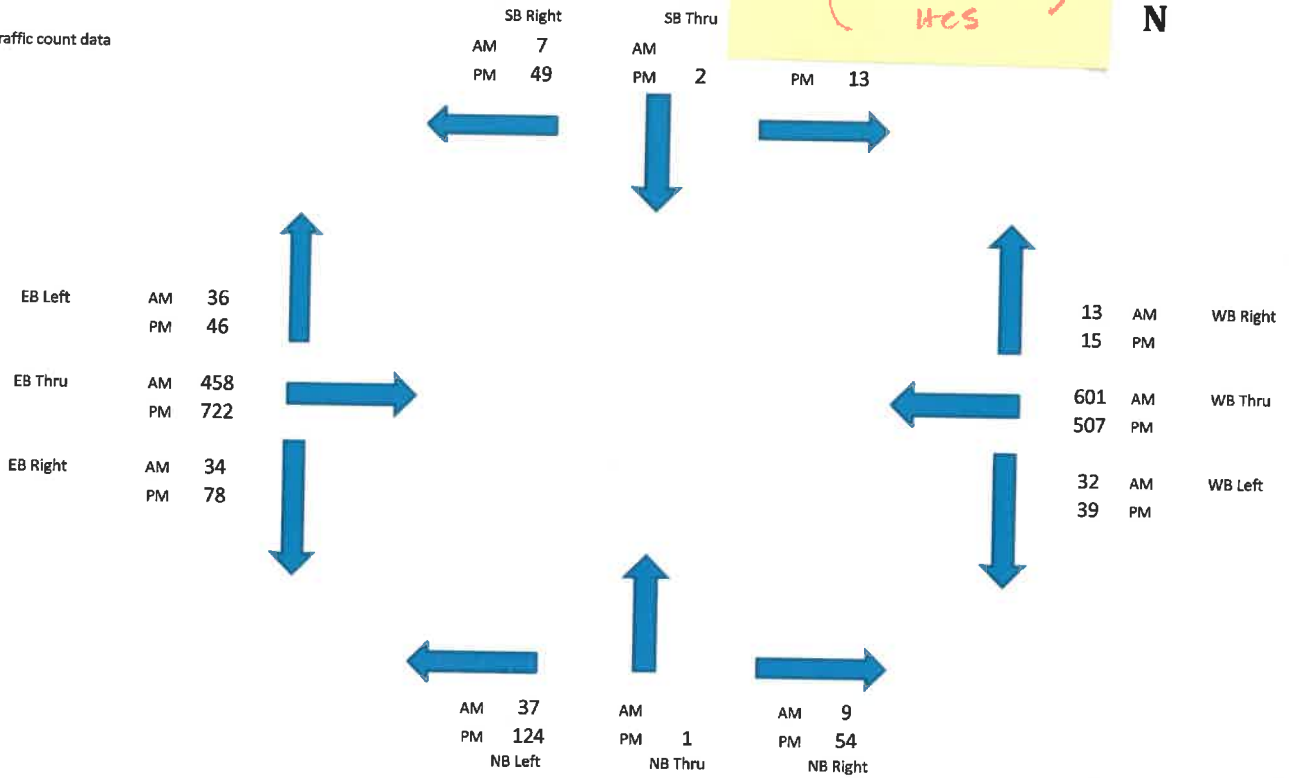 raffic count data
SB Right
AM 7
PM 49
SB Thru
AM
PM 2
PM 13
Hcs
N
EB Left AM 36
PM 46
EB Thru AM 458
PM 722
EB Right AM 34
PM 78
13 AM WB Right
15 PM
601 AM WB Thru
507 PM
32 AM WB Left
39 PM
AM 37
PM 124
NB Left
AM
PM 1
NB Thru
AM 9
PM 54
NB Right